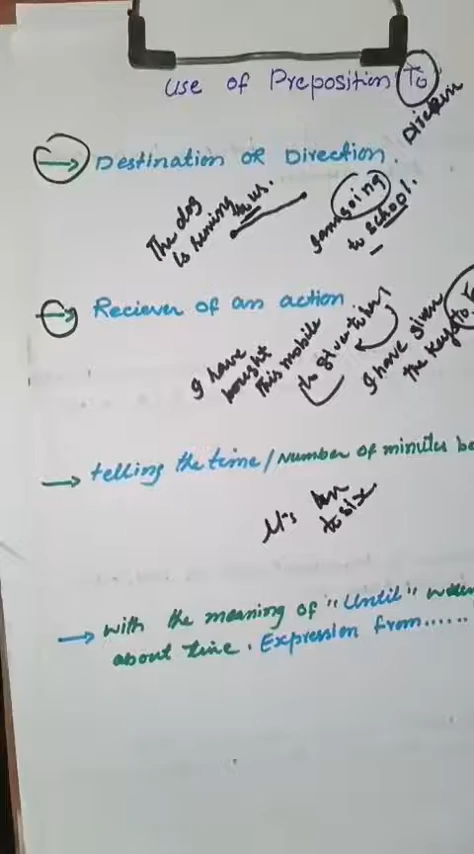 Use of Preposition To
Destination or Direction.
The dog
is running
I am going
to school.
Reciever of an action
I have
bought
This mobile
I have given
the Key to
telling the time/Number of minutes be
It's ten
to six.
with the meaning of "Until" when
about time. Expression from......